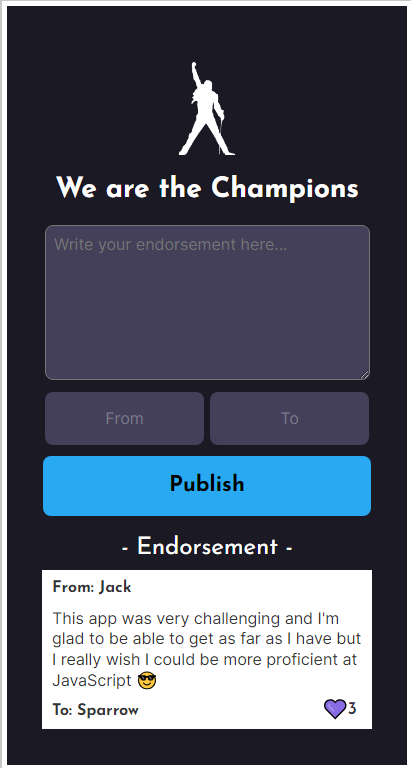 We are the Champions
Write your endorsement here...
From To
Publish
- Endorsement -
From: Jack
This app was very challenging and I'm
glad to be able to get as far as I have but
I really wish I could be more proficient at
JavaScript 😎
To: Sparrow 💜3